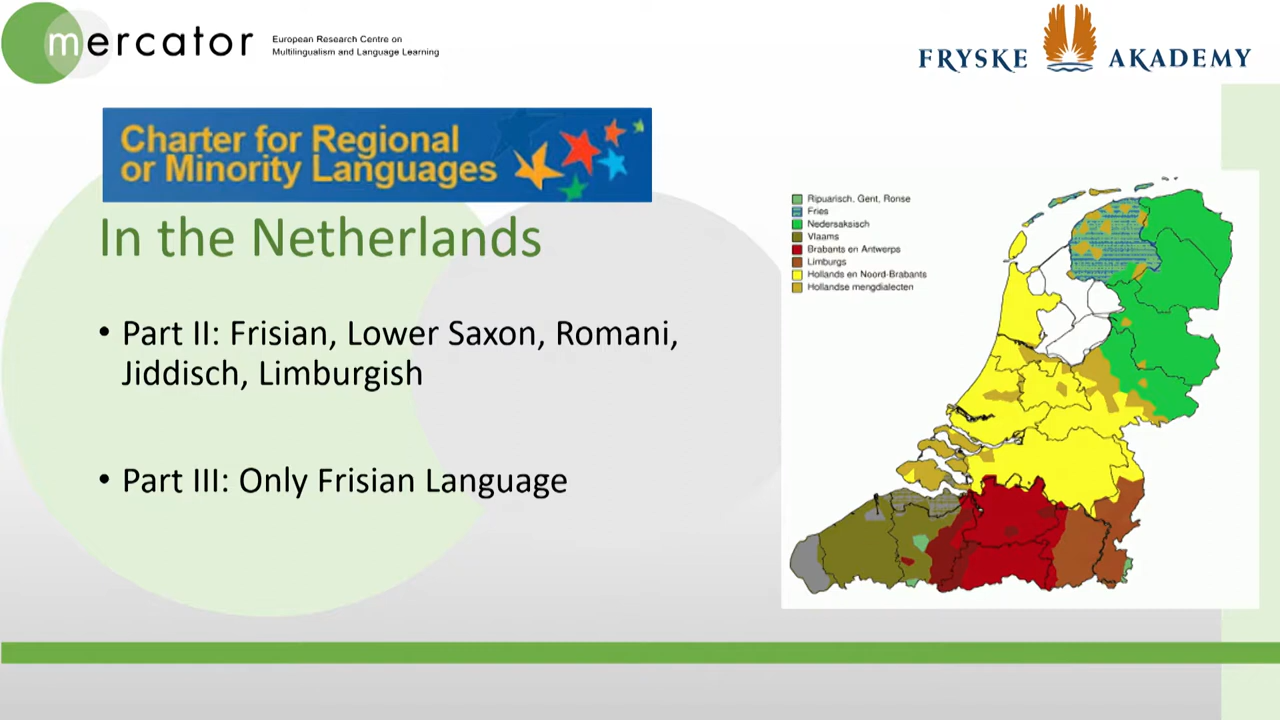 mercator
European Research Centre on
Multilingualism and Language Learning
FRYSKE AKADEMY
Charter for Regional
or Minority Languages
In the Netherlands
• Part II: Frisian, Lower Saxon, Romani,
Jiddisch, Limburgish
• Part III: Only Frisian Language
Ripuarisch, Gent, Ronse
Fries
Nedersaksisch
Vlaams
Brabants en Antwerps
Limburgs
Hollands en Noord-Brabants
Hollandse mengdialecten